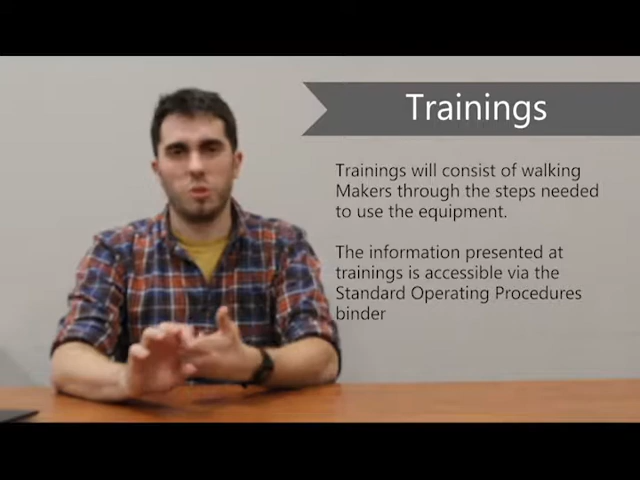 Trainings
Trainings will consist of walking
Makers through the steps needed
to use the equipment.
The information presented at
trainings is accessible via the
Standard Operating Procedures
binder